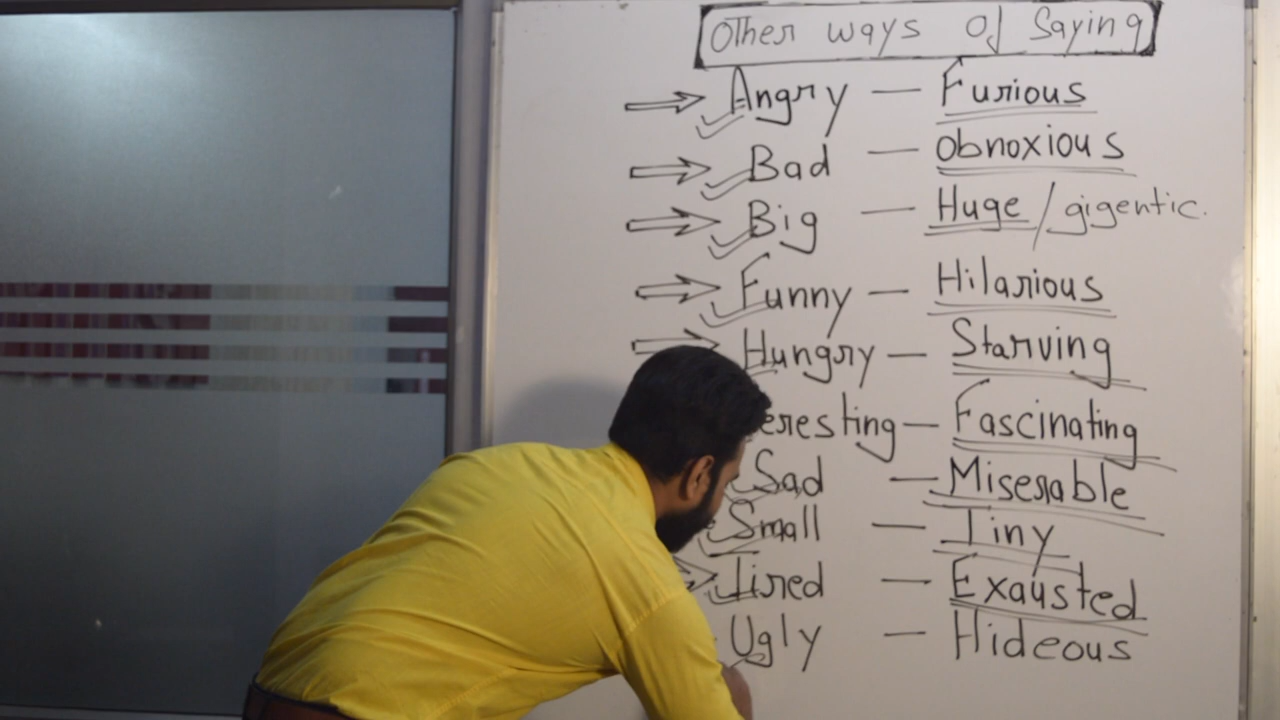 Other ways of Saying
Angry — Furious
Bad — obnoxious
Big — Huge / gigentic.
Funny — Hilarious
Hungry — Starving
eresting — Fascinating
Sad — Miserable
Small — Tiny
Tired — Exausted
Ugly — Hideous